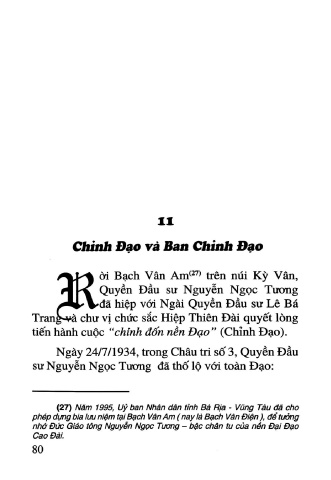 11
Chỉnh Đạo và Ban Chỉnh Đạo
Rời Bạch Vân Am(27) trên núi Kỳ Vân,
Quyền Đầu sư Nguyễn Ngọc Tương
đã hiệp với Ngài Quyền Đầu sư Lê Bá
Trang và chư vị chức sắc Hiệp Thiên Đài quyết lòng
tiến hành cuộc “chỉnh đốn nền Đạo” (Chỉnh Đạo).
Ngày 24/7/1934, trong Châu tri số 3, Quyền Đầu
sư Nguyễn Ngọc Tương đã thố lộ với toàn Đạo:
(27) Năm 1995, Uỷ ban Nhân dân tỉnh Bà Rịa - Vũng Tàu đã cho
phép dựng bia lưu niệm tại Bạch Vân Am ( nay là Bạch Vân Điện ), để tưởng
nhớ Đức Giáo tông Nguyễn Ngọc Tương – bậc chân tu của nền Đại Đạo
Cao Đài.
80